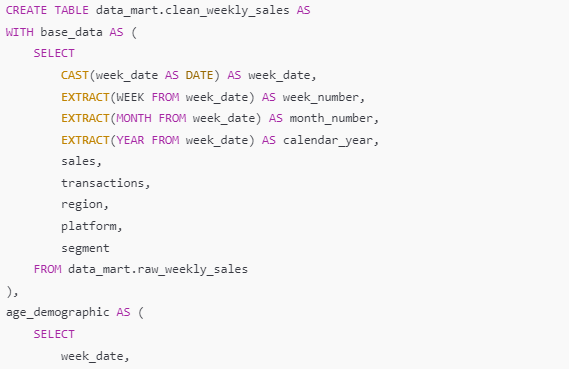 CREATE TABLE data_mart.clean_weekly_sales AS
WITH base_data AS (
    SELECT
        CAST(week_date AS DATE) AS week_date,
        EXTRACT(WEEK FROM week_date) AS week_number,
        EXTRACT(MONTH FROM week_date) AS month_number,
        EXTRACT(YEAR FROM week_date) AS calendar_year,
        sales,
        transactions,
        region,
        platform,
        segment
    FROM data_mart.raw_weekly_sales
),
age_demographic AS (
    SELECT
        week_date,